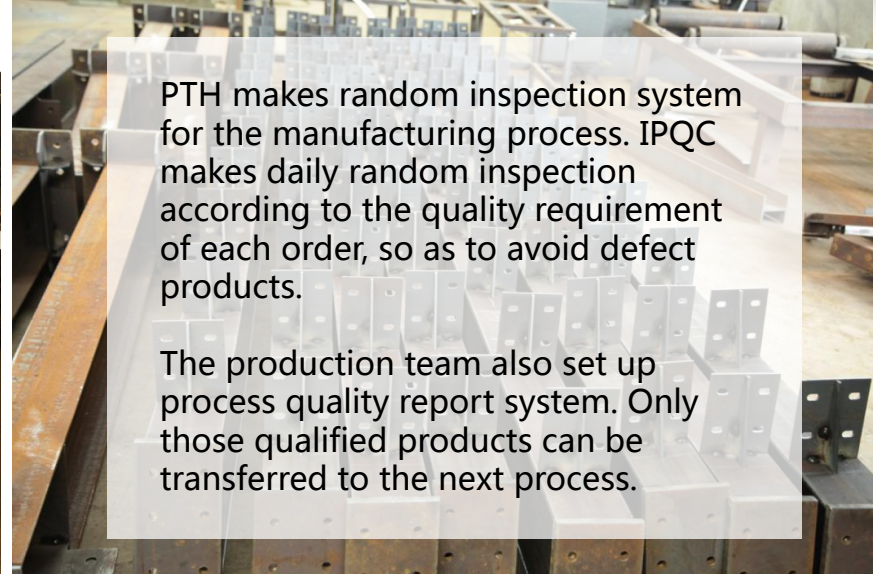 PTH makes random inspection system
for the manufacturing process. IPQC
makes daily random inspection
according to the quality requirement
of each order, so as to avoid defect
products.
The production team also set up
process quality report system. Only
those qualified products can be
transferred to the next process.